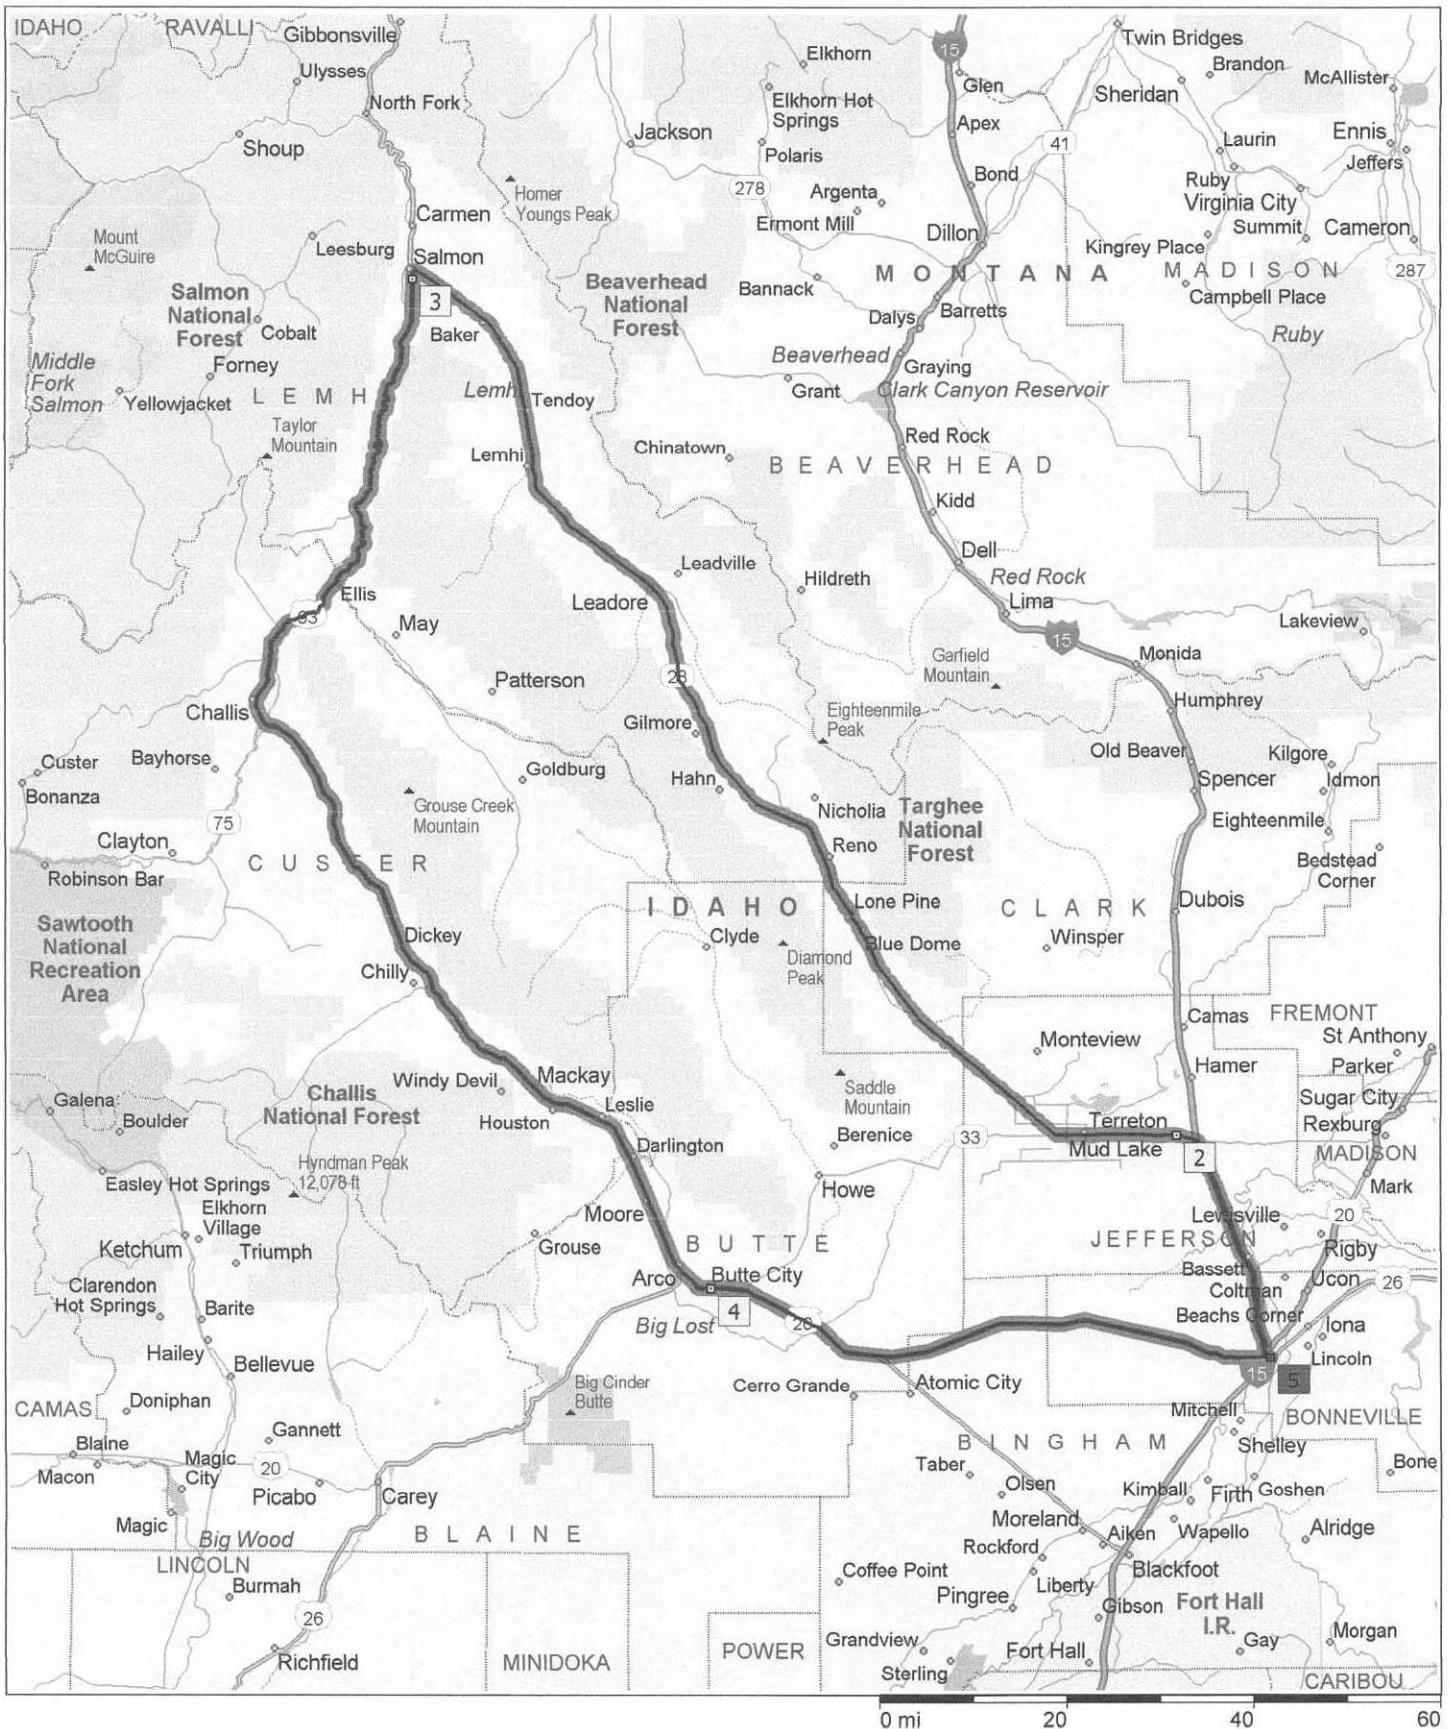 IDAHO
RAVALLI
Gibbonsville
Ulysses
North Fork
Shoup
Elkhorn
Elkhorn Hot
Springs
Jackson
Polaris
278
Argenta
Ermont Mill
15
Glen
Apex
Bond
41
Twin Bridges
Brandon
Sheridan
McAllister
Laurin
Ennis
Jeffers
Ruby
Virginia City
Summit
Cameron
Kingrey Place
287
Homer
Youngs Peak
Carmen
Leesburg
Salmon
3
Mount
McGuire
Salmon
National
Forest
Cobalt
Forney
Middle
Fork
Salmon
Yellowjacket
LEMH
Taylor
Mountain
Baker
Lemhi
Tendoy
Lemhi
Beaverhead
National
Forest
Dillon
MONTANA
MADISON
Bannack
Campbell Place
Barretts
Dalys
Ruby
Beaverhead
Graying
Grant
Clark Canyon Reservoir
Red Rock
Chinatown
BEAVERHEAD
Kidd
Dell
Red Rock
Lima
15
Lakeview
Monida
Humphrey
Garfield
Mountain
Leadville
Hildreth
Leadore
Ellis
93
May
Patterson
28
Challis
Gilmore
Eighteenmile
Peak
Old Beaver
Kilgore
Custer
Bayhorse
Goldburg
Hahn
Spencer
Idmon
Bonanza
Grouse Creek
Mountain
Nicholia
Targhee
National
Forest
Eighteenmile
75
Clayton
CUSTER
Reno
Bedstead
Corner
Robinson Bar
IDAHO
Lone Pine
CLARK
Dubois
Sawtooth
National
Recreation
Area
Dickey
Clyde
Blue Dome
Winsper
Diamond
Peak
Chilly
Camas
FREMONT
St Anthony
Monteview
Hamer
Parker
Windy Devil
Mackay
Saddle
Mountain
Sugar City
Galena
Challis
National Forest
Leslie
Boulder
Houston
Terreton
Rexburg
Darlington
Berenice
33
Mud Lake
2
MADISON
Hyndman Peak
12,078 ft
Easley Hot Springs
Howe
Mark
Elkhorn
Village
Moore
Lewisville
20
Ketchum
Triumph
Grouse
BUTTE
JEFFERSON
Rigby
Clarendon
Hot Springs
Arco
Butte City
Bassett
Ucon
26
Coltman
Barite
4
Big Lost
20
Beachs Corner
Iona
Hailey
Bellevue
Lincoln
15
5
Big Cinder
Butte
Cerro Grande
Atomic City
CAMAS
Doniphan
Mitchell
BONNEVILLE
Gannett
BINGHAM
Shelley
Blaine
Magic
City
20
Taber
Bone
Macon
Picabo
Carey
Olsen
Kimball
Firth
Goshen
Magic
Big Wood
BLAINE
Moreland
Aiken
Wapello
Alridge
LINCOLN
Rockford
Coffee Point
Blackfoot
Burmah
Liberty
Pingree
Gibson
Fort Hall
I.R.
26
Grandview
Fort Hall
Gay
Morgan
Richfield
MINIDOKA
POWER
Sterling
CARIBOU
0 mi 20 40 60